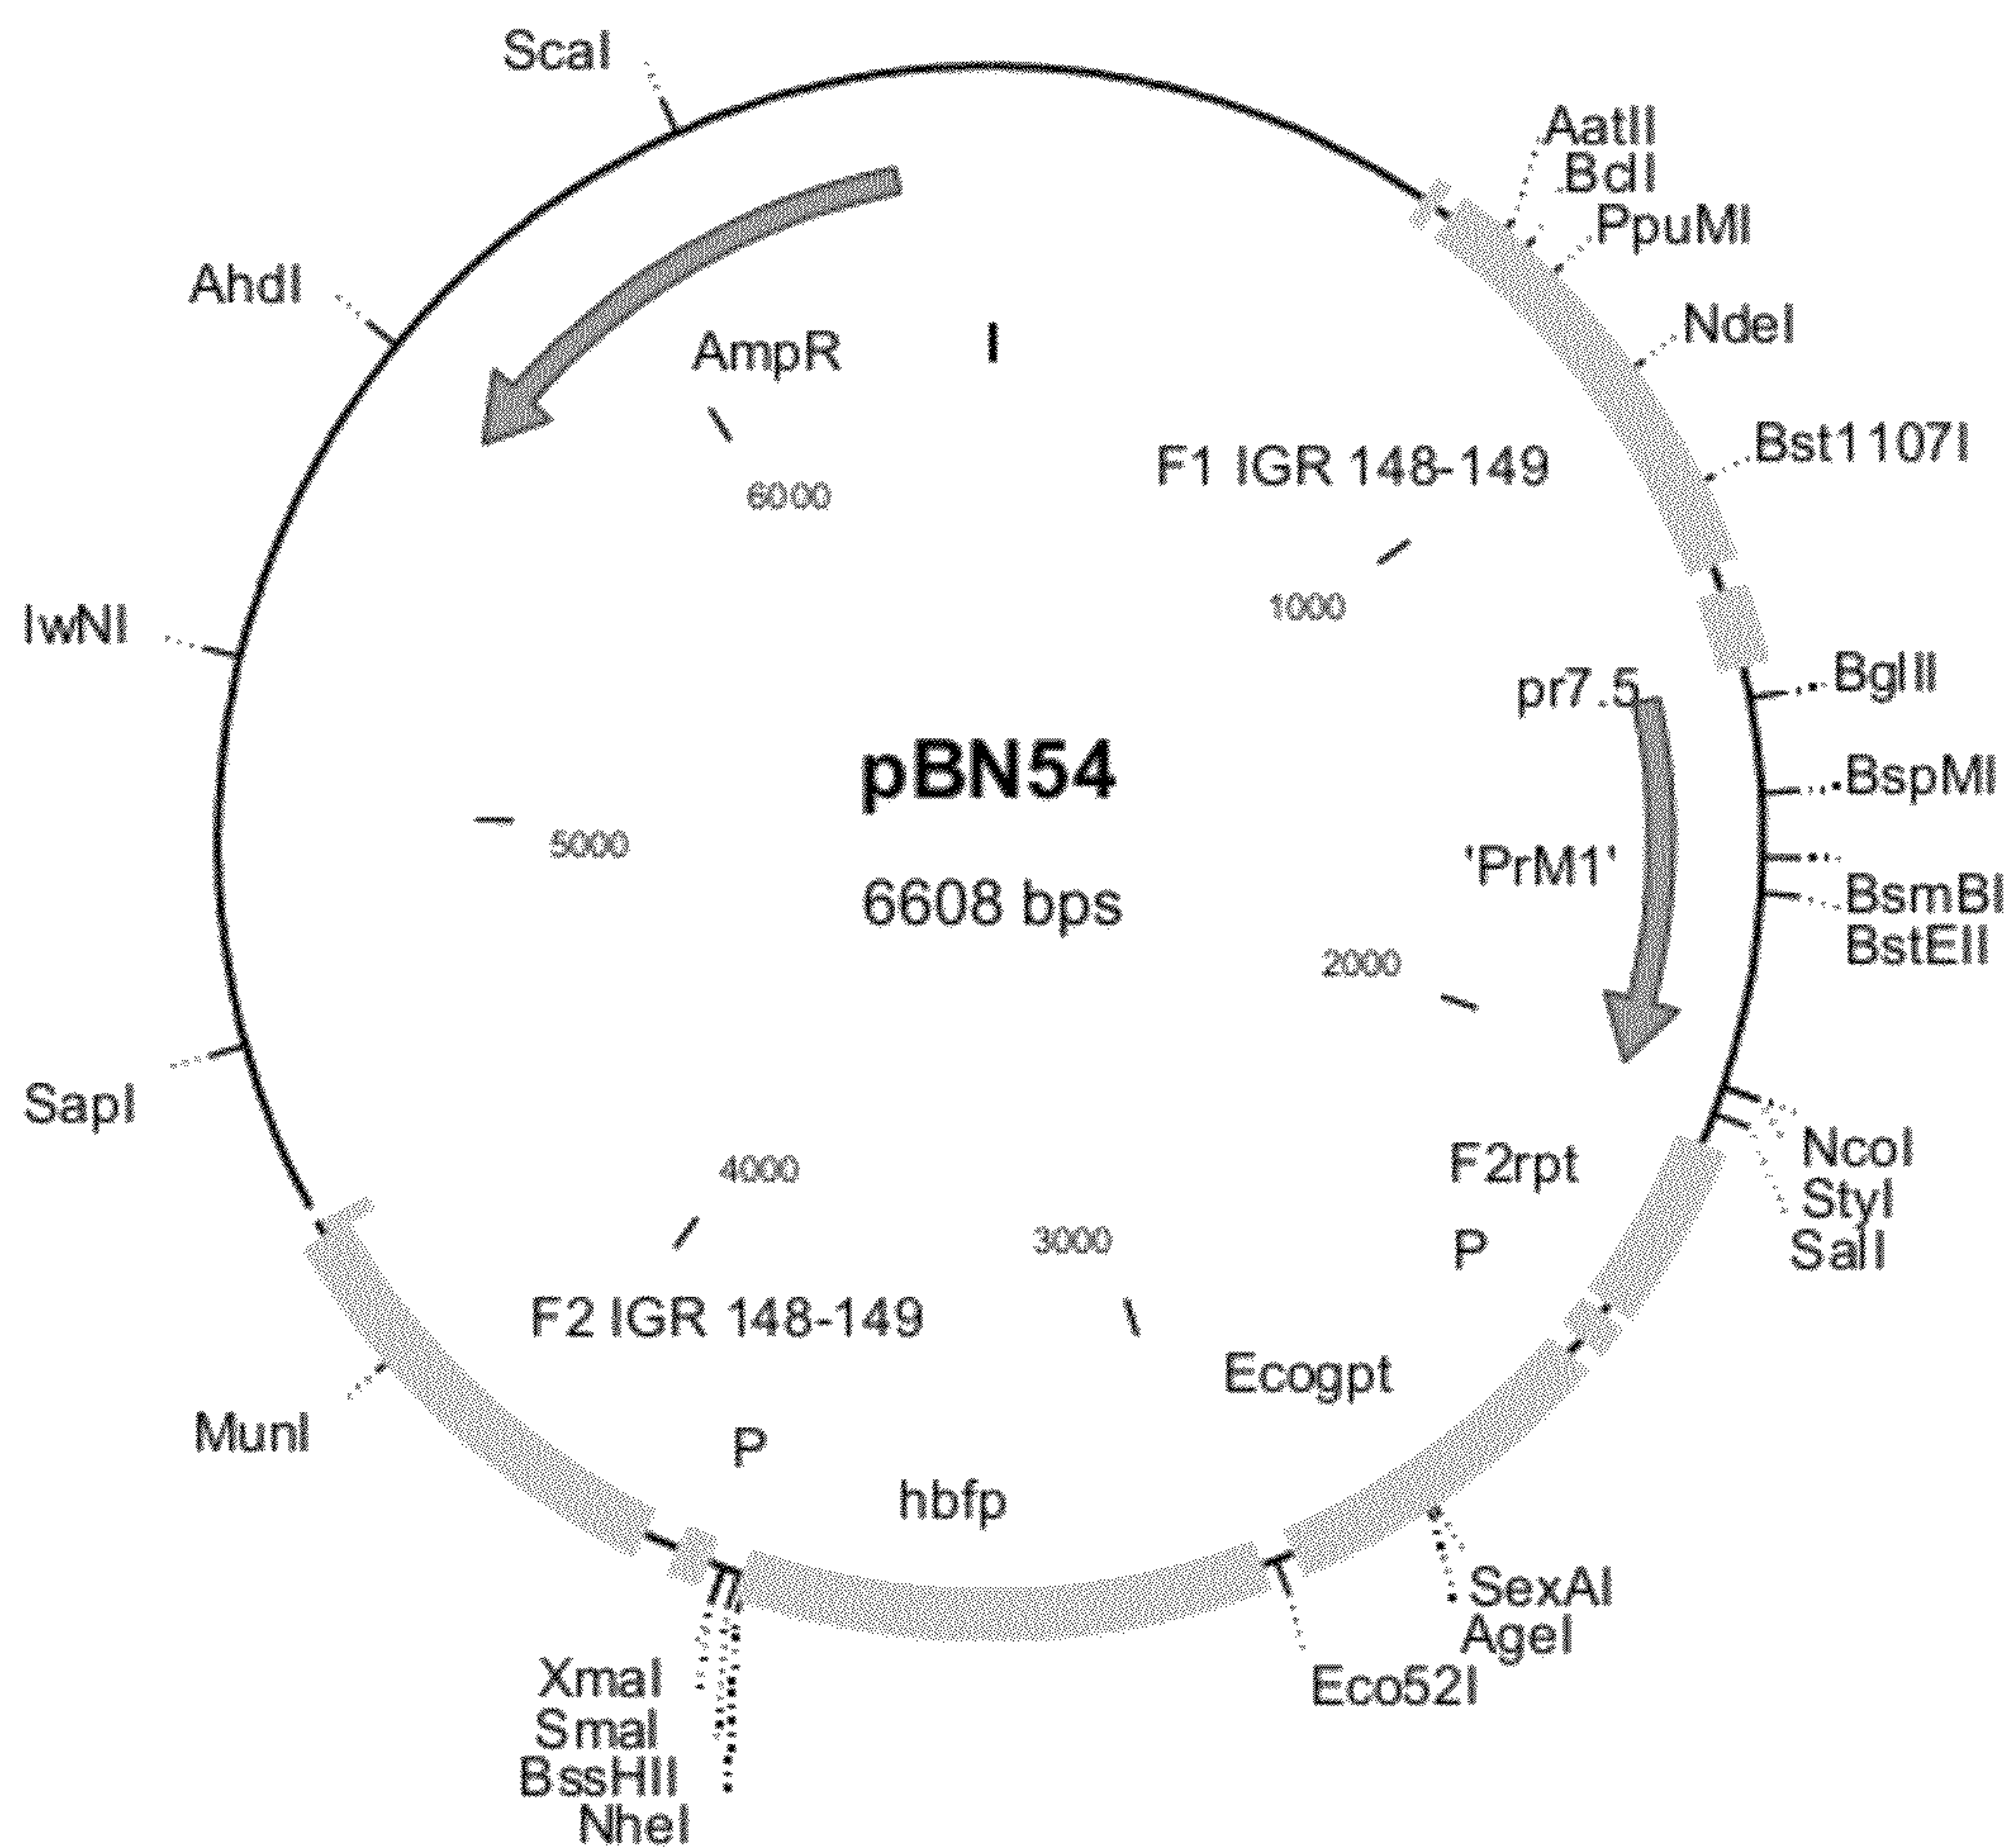 ScaI
AatII
BclI
PpuMI
AhdI
NdeI
AmpR
I
Bst1107I
F1 IGR 148-149
6000
1000
IwNI
pr7.5
BglII
pBN54
BspMI
5000
'PrM1'
6608 bps
BsmBI
BstEII
2000
SapI
NcoI
4000
F2rpt
StyI
3000
P
SalI
F2 IGR 148-149
Ecogpt
MunI
P
hbfp
SexAI
AgeI
XmaI
Eco52I
SmaI
BssHII
NheI